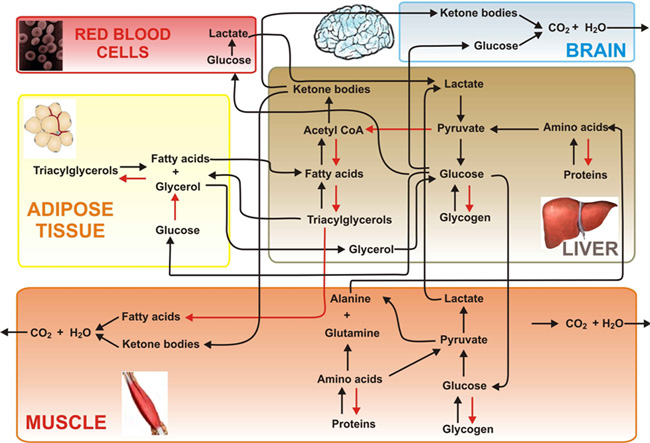 RED BLOOD
CELLS
Lactate
Glucose
Ketone bodies
Glucose
CO2 + H2O
BRAIN
Ketone bodies
Acetyl CoA
Fatty acids
Triacylglycerols
Lactate
Pyruvate
Glucose
Glycogen
Amino acids
Proteins
Glycerol
LIVER
Triacylglycerols
Fatty acids
+
Glycerol
Glucose
ADIPOSE
TISSUE
CO2 + H2O
Fatty acids
Ketone bodies
Alanine
+
Glutamine
Amino acids
Proteins
Lactate
Pyruvate
Glucose
Glycogen
CO2 + H2O
MUSCLE